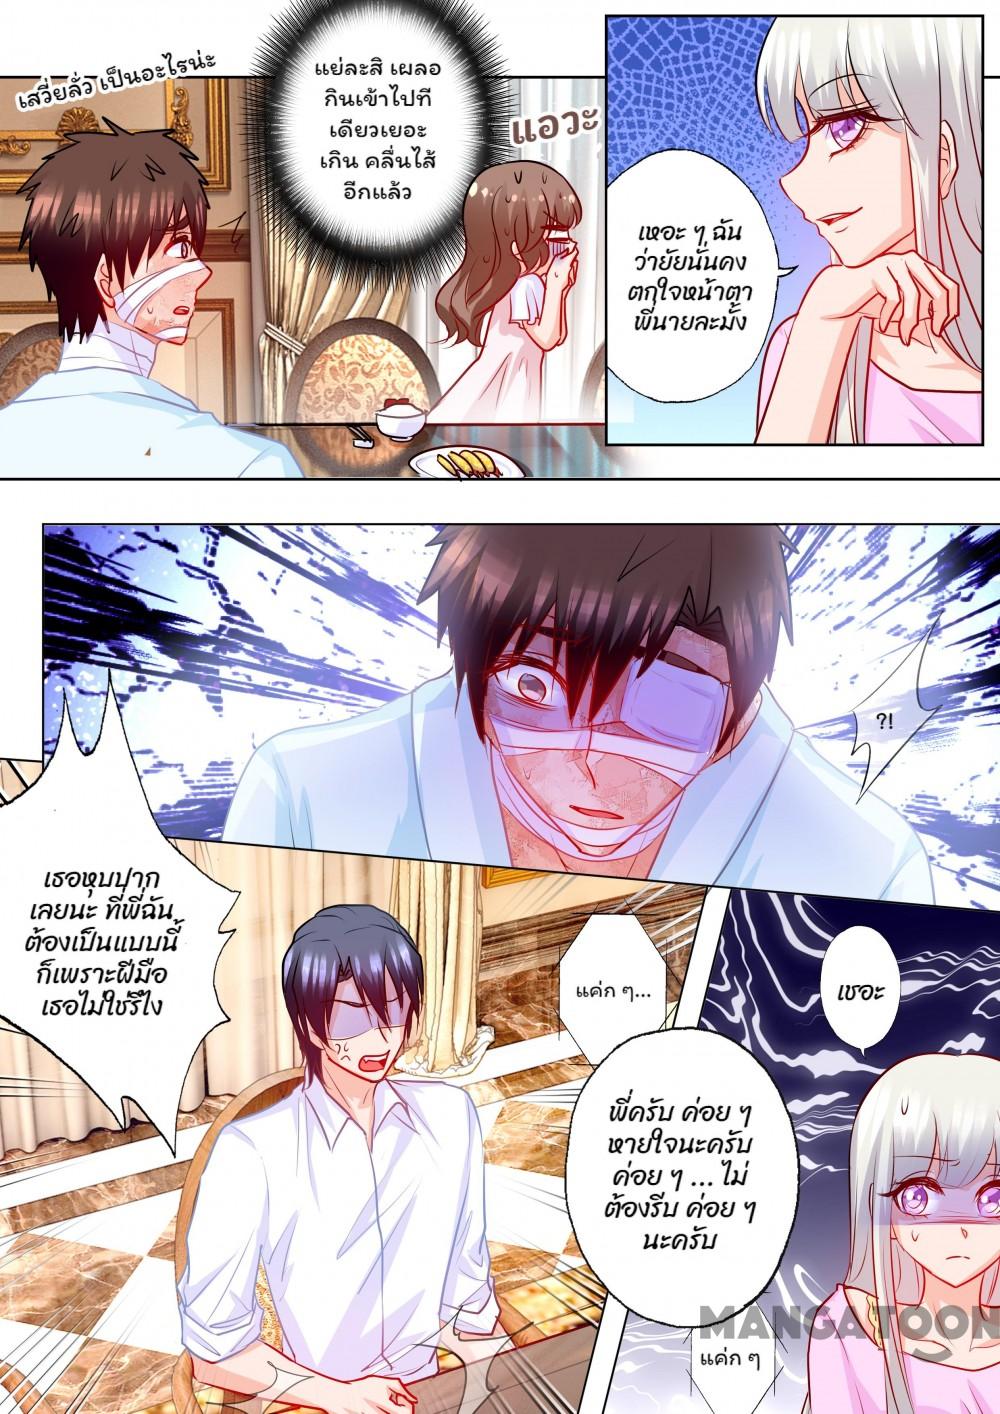 เสวี่ยลั่ว เป็นอะไรน่ะ
แย่ละสิ เผลอ
กินเข้าไปที
เดียวเยอะ
เกิน คลื่นไส้
อีกแล้ว
แอวะ
เหอะ ๆ ฉัน
ว่ายัยนั่นคง
ตกใจหน้าตา
พี่นายละมั้ง
?!
เธอหุบปาก
เลยนะ ที่พี่ฉัน
ต้องเป็นแบบนี้
ก็เพราะฝีมือ
เธอไม่ใช่รึไง
แค่ก ๆ...
เชอะ
พี่ครับ ค่อย ๆ
หายใจนะครับ
ค่อย ๆ ... ไม่
ต้องรีบ ค่อย ๆ
นะครับ
แค่ก ๆ
MANGATOON